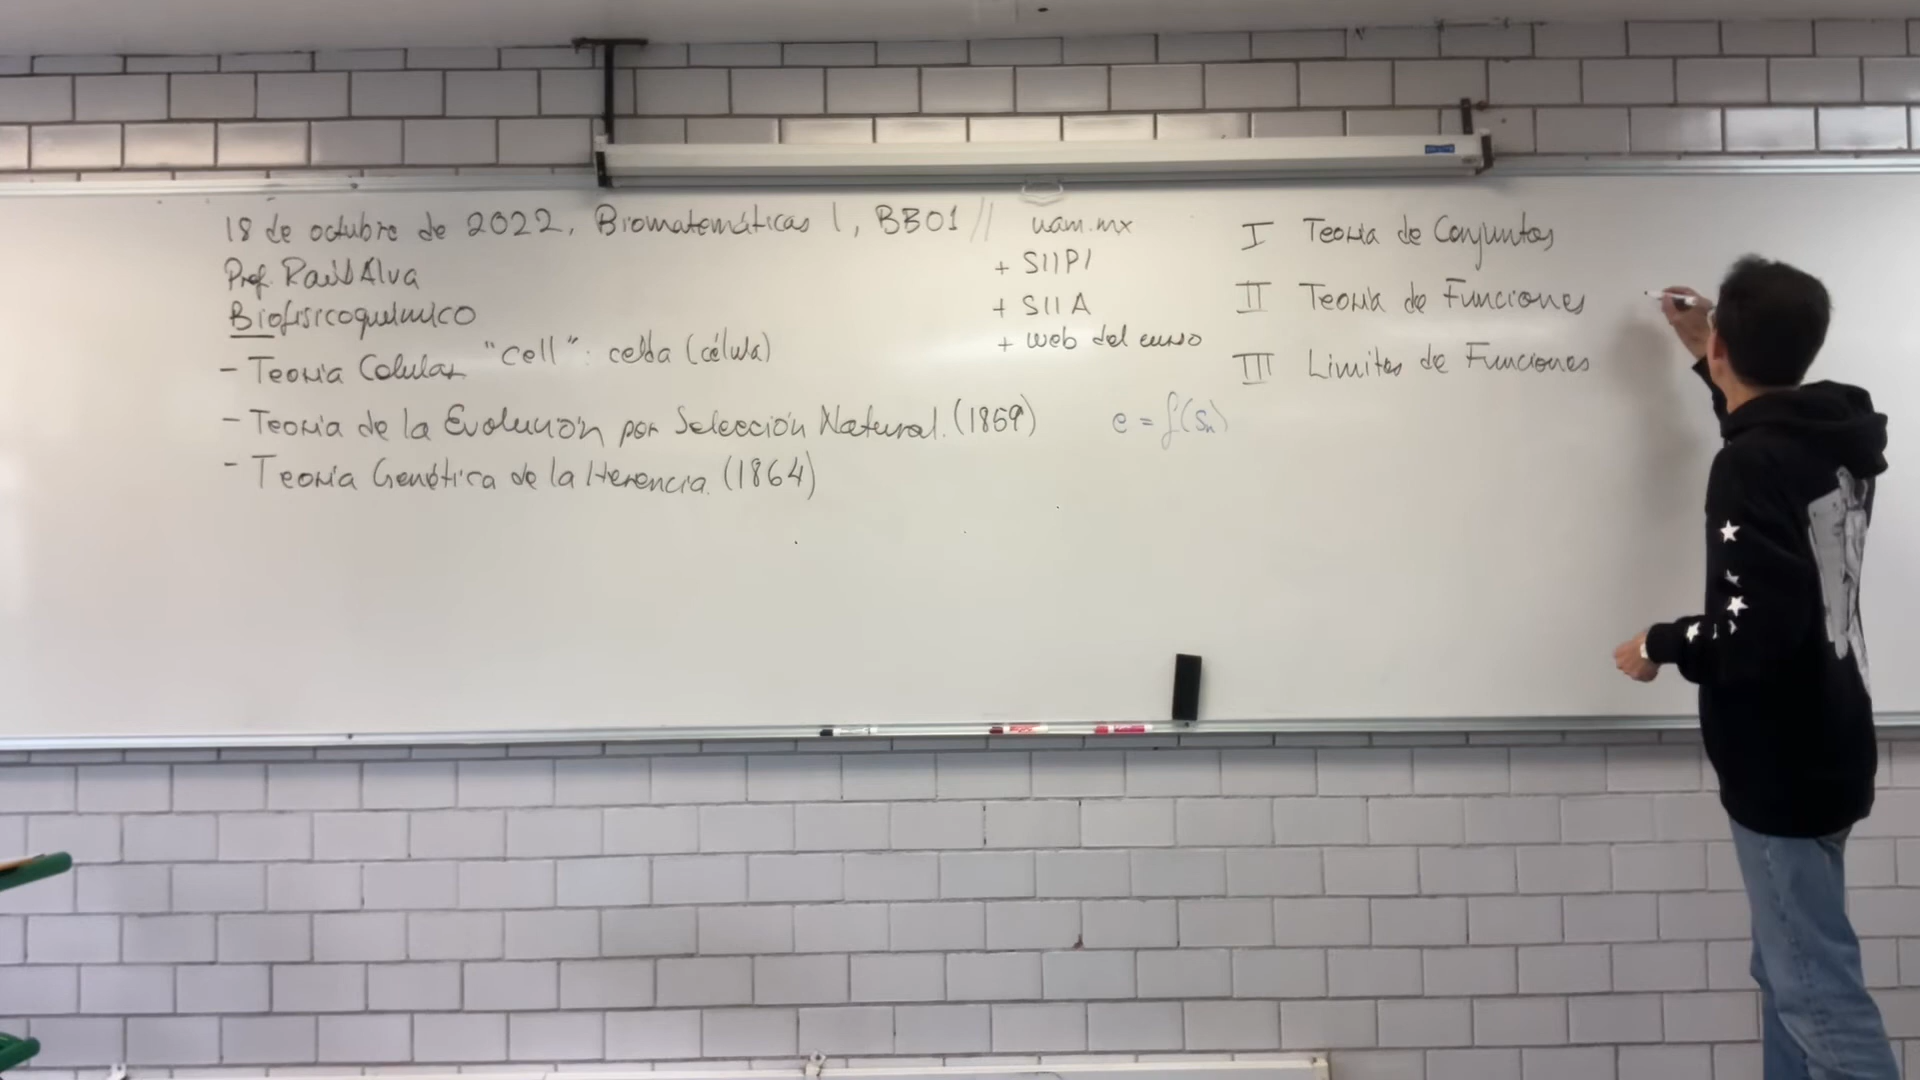 18 de octubre de 2022, Biomatemáticas I, BB01 //
Prof. Raúl Alva
Biofisicoquímico
- Teoría Celular "cell": celda (célula)
- Teoría de la Evolución por Selección Natural. (1859)
- Teoría Genética de la Herencia. (1864)
uam.mx
+ SIIPI
+ SIIA
+ web del curso
e = f(sn)
I Teoría de Conjuntos
II Teoría de Funciones
III Limites de Funciones